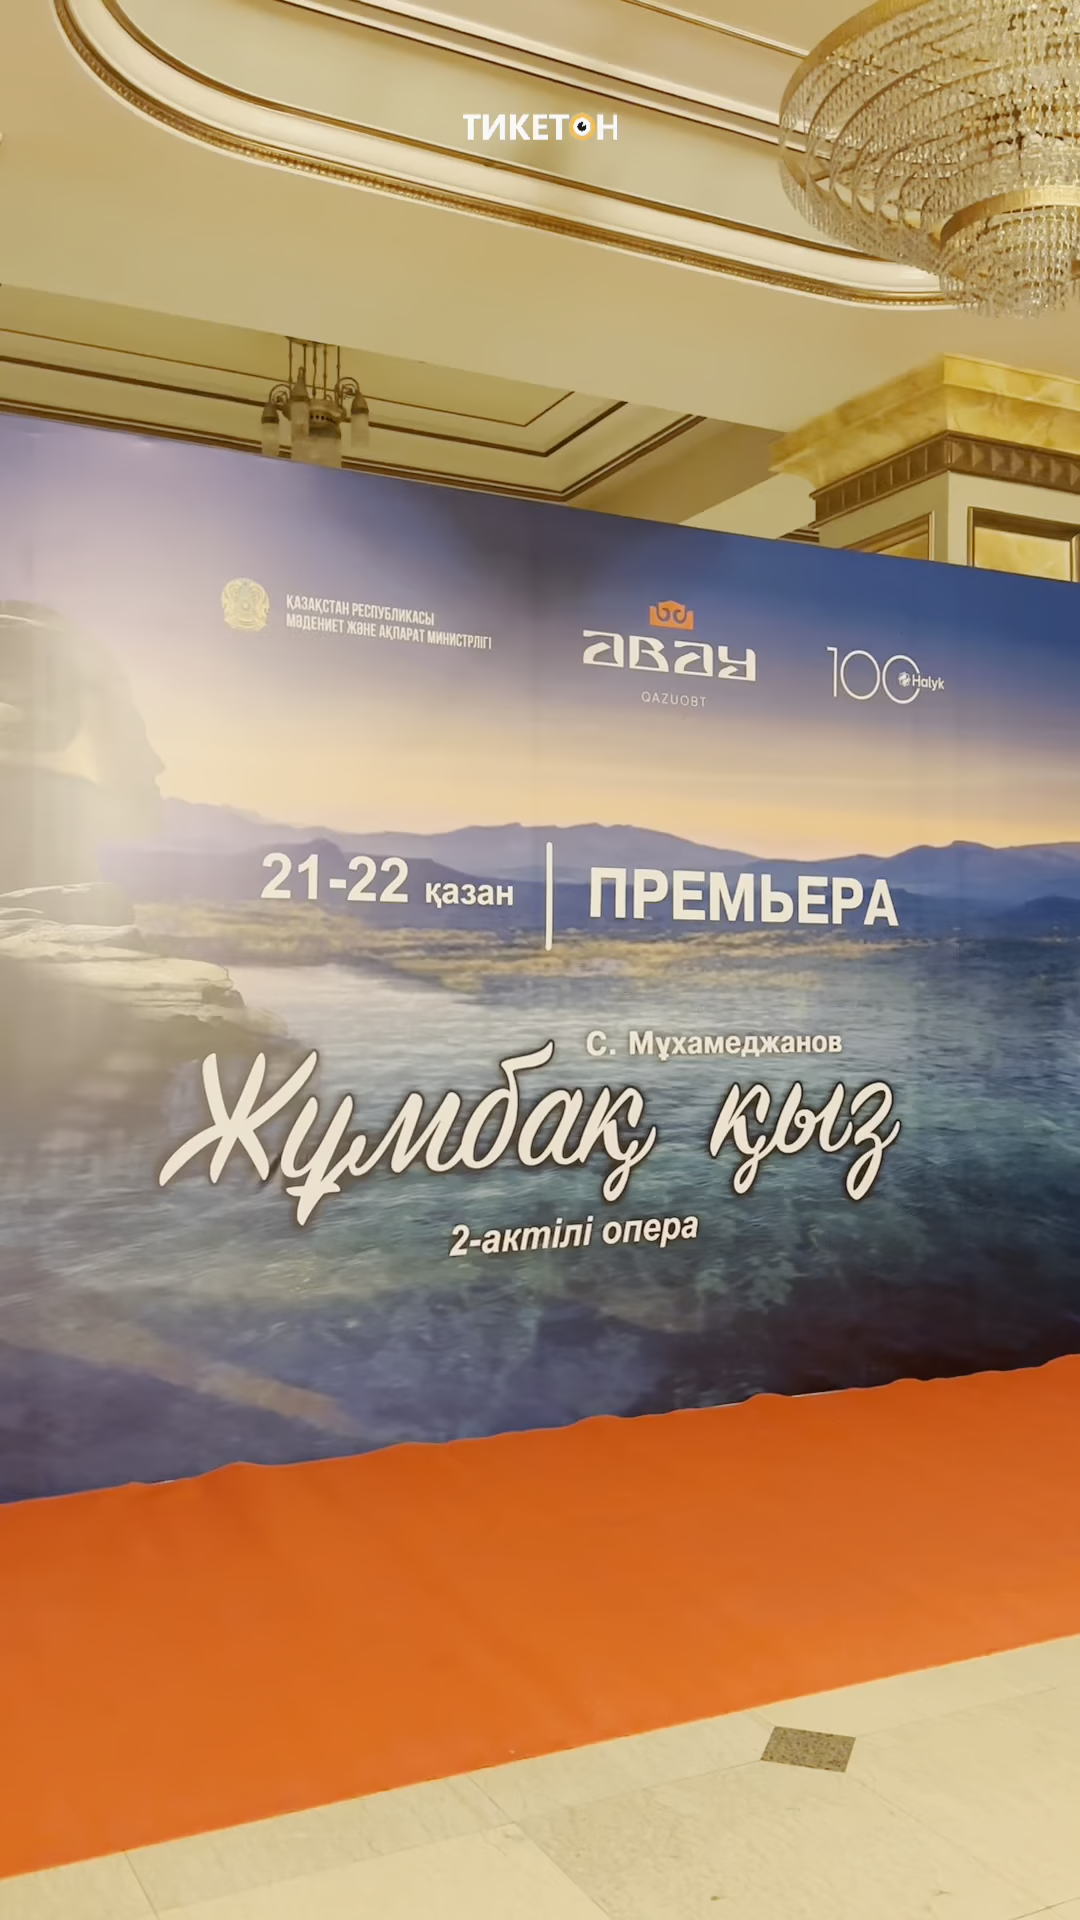 ТИКЕТОН
ҚАЗАҚСТАН РЕСПУБЛИКАСЫ
МӘДЕНИЕТ ЖӘНЕ АҚПАРАТ МИНИСТРЛІГІ
ABAY
QAZUOBT
100 Halyk
21-22 қазан | ПРЕМЬЕРА
С. Мұхамеджанов
Жұмбақ қыз
2-актілі опера